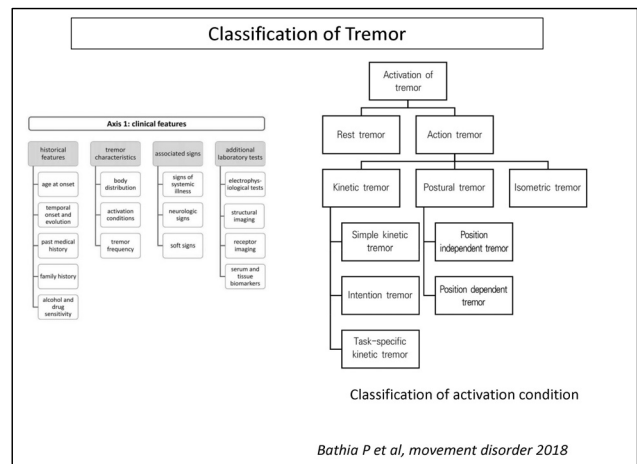 Classification of Tremor
Axis 1: clinical features
historical
features
age at onset
temporal
onset and
evolution
past medical
history
family history
alcohol and
drug
sensitivity
tremor
characteristics
body
distribution
activation
conditions
tremor
frequency
associated signs
signs of
systemic
illness
neurologic
signs
soft signs
additional
laboratory tests
electrophys-
iological tests
structural
imaging
receptor
imaging
serum and
tissue
biomarkers
Activation of
tremor
Rest tremor
Action tremor
Kinetic tremor
Postural tremor
Isometric tremor
Simple kinetic
tremor
Intention tremor
Task-specific
kinetic tremor
Position
independent tremor
Position dependent
tremor
Classification of activation condition
Bathia P et al, movement disorder 2018